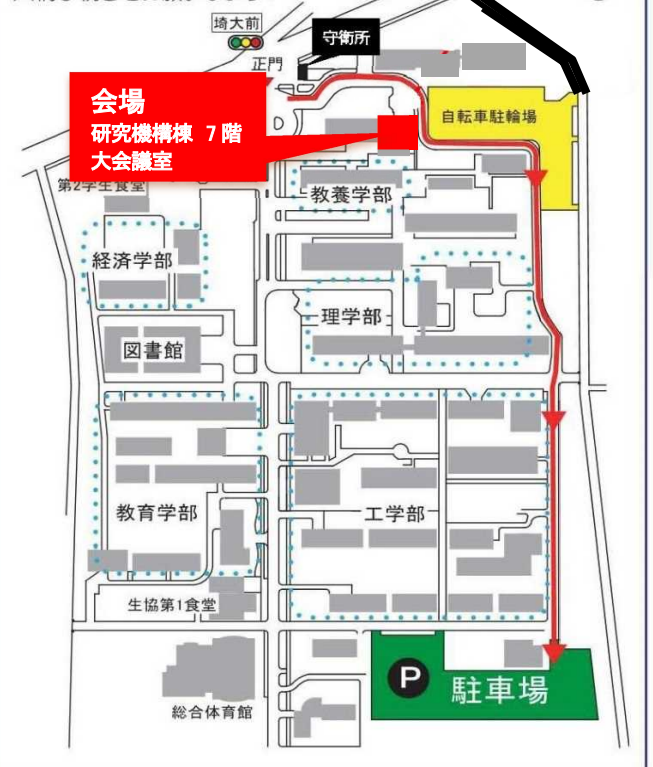 埼大前
守衛所
正門
会場
研究機構棟 7階
大会議室
自転車駐輪場
第2学生食堂
教養学部
経済学部
理学部
図書館
教育学部
工学部
生協第1食堂
P 駐車場
総合体育館